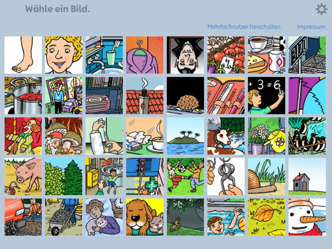 Wähle ein Bild.
Mehrfachnutzer freischalten
Impressum
+ 3 = 6